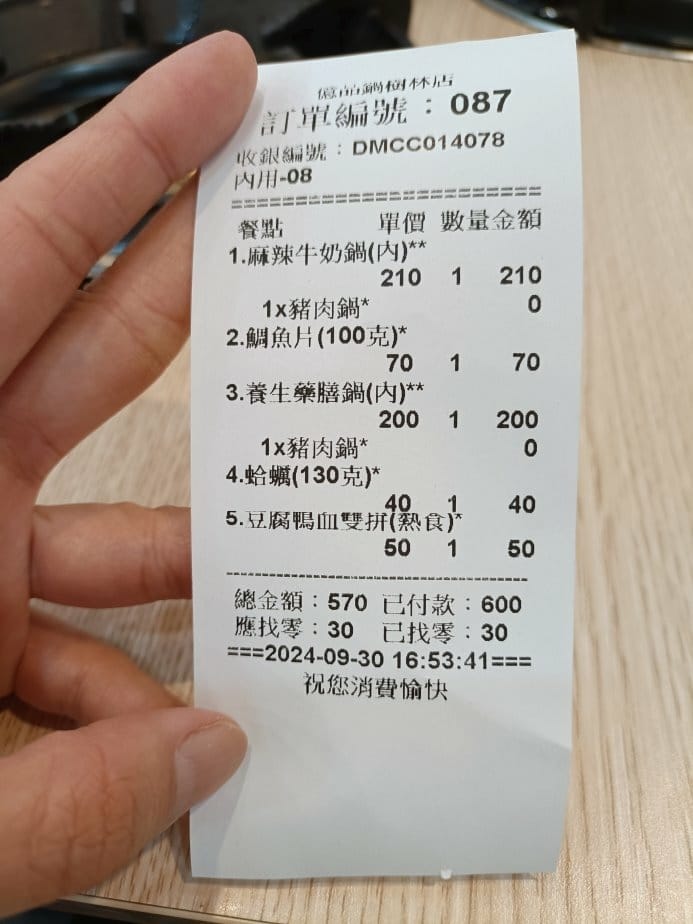 億品鍋樹林店
訂單編號：087
收銀編號：DMCC014078
內用-08
================================
餐點 單價 數量金額
1.麻辣牛奶鍋(內)**
210 1 210
1x豬肉鍋* 0
2.鯛魚片(100克)*
70 1 70
3.養生藥膳鍋(內)**
200 1 200
1x豬肉鍋* 0
4.蛤蠣(130克)*
40 1 40
5.豆腐鴨血雙拼(熟食)*
50 1 50
----------------------------------------
總金額：570 已付款：600
應找零：30 已找零：30
===2024-09-30 16:53:41===
祝您消費愉快